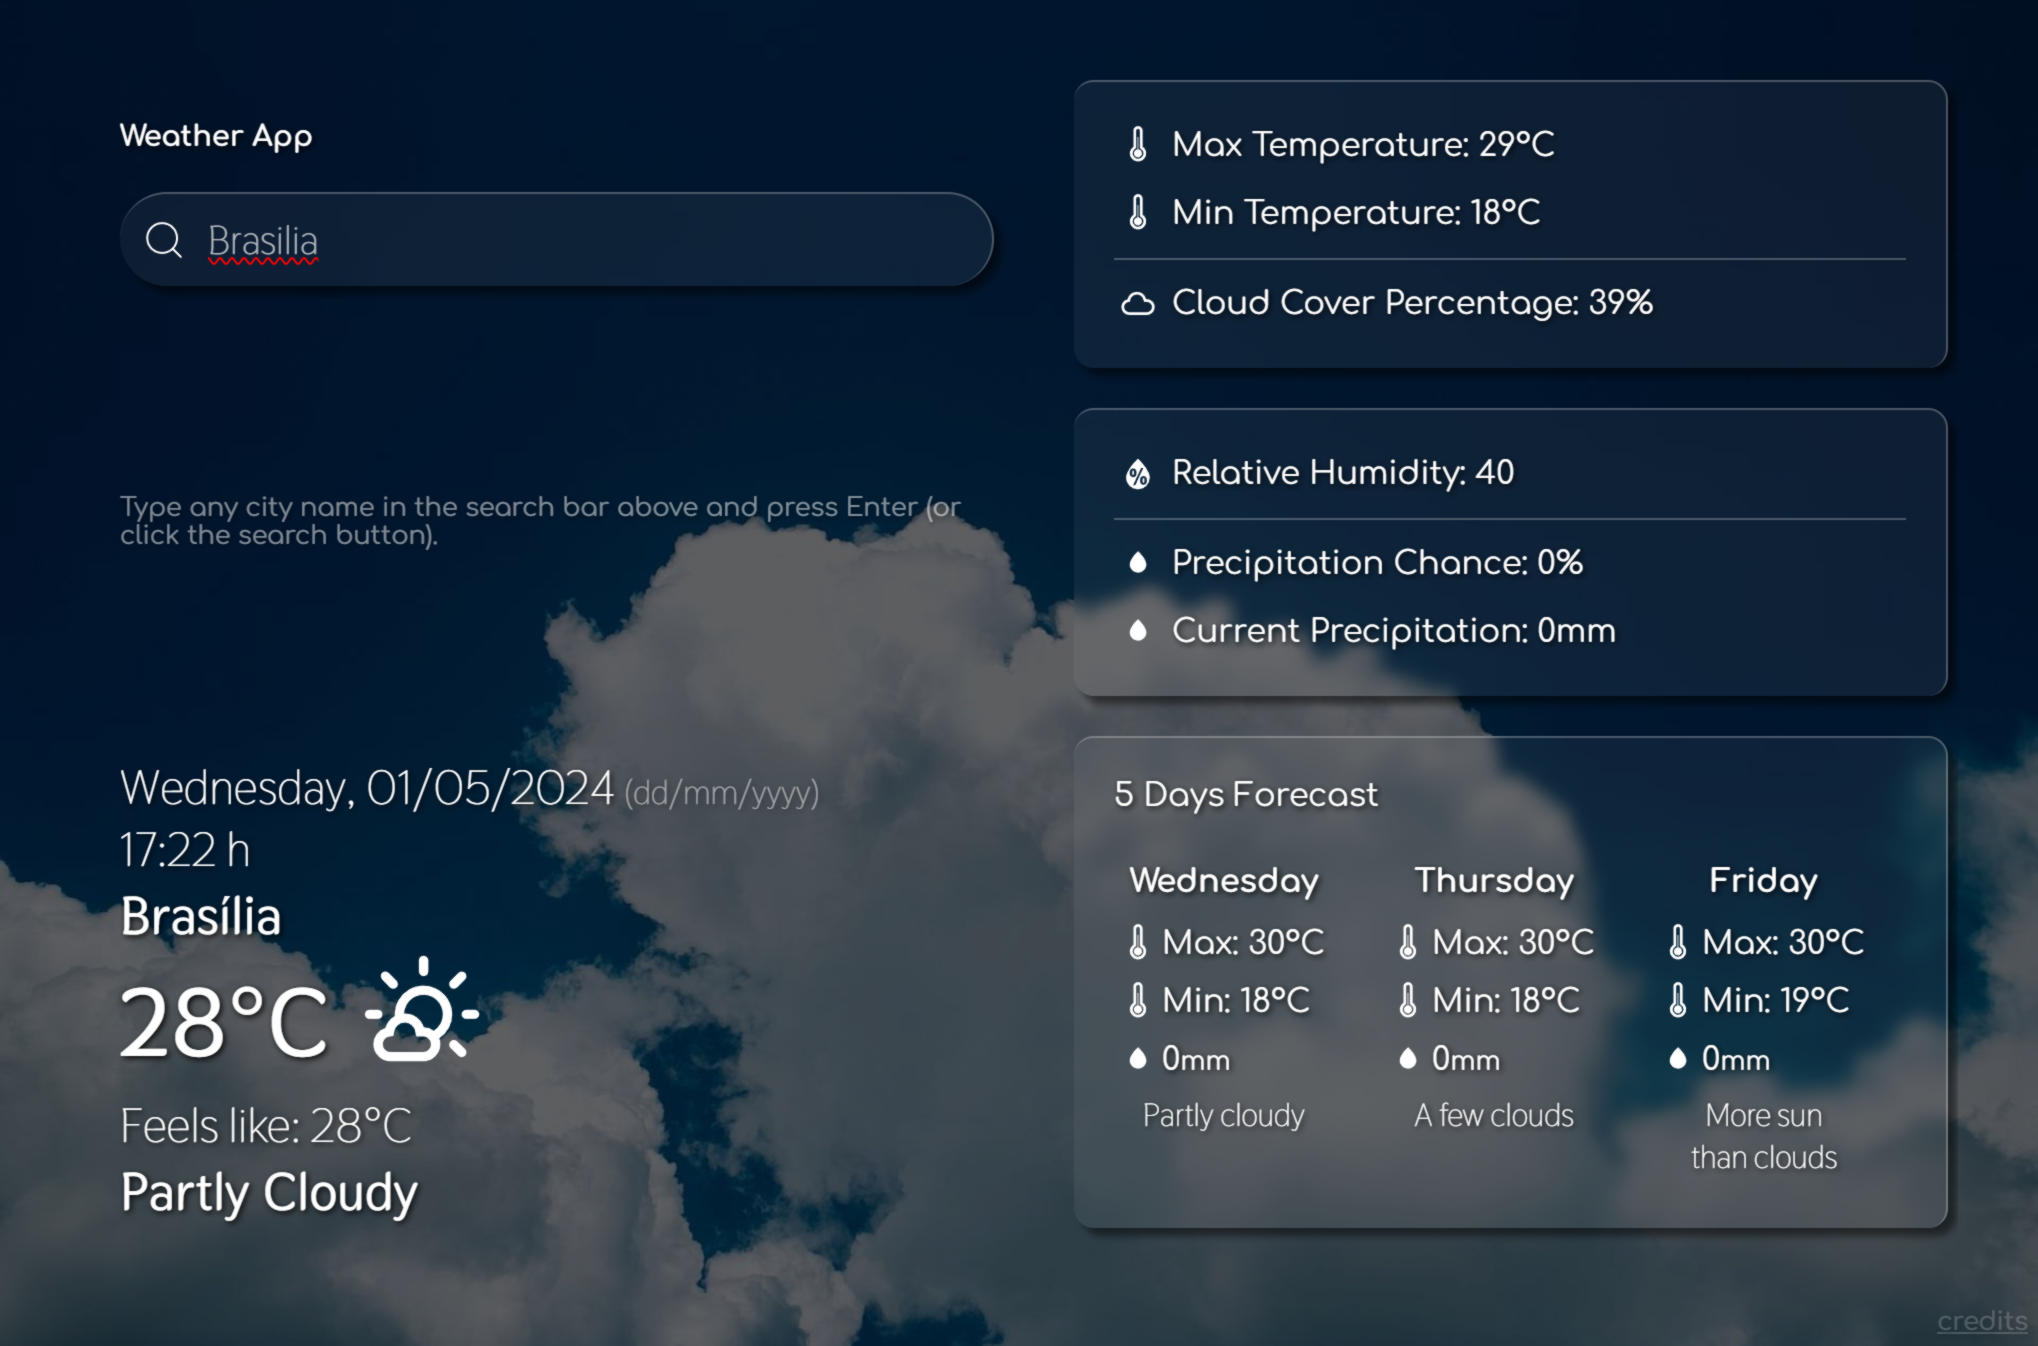 Weather App
Brasilia
Type any city name in the search bar above and press Enter (or
click the search button).
Wednesday, 01/05/2024 (dd/mm/yyyy)
17:22 h
Brasília
28°C
Feels like: 28°C
Partly Cloudy
Max Temperature: 29°C
Min Temperature: 18°C
Cloud Cover Percentage: 39%
%
Relative Humidity: 40
Precipitation Chance: 0%
Current Precipitation: 0mm
5 Days Forecast
Wednesday
Max: 30°C
Min: 18°C
0mm
Partly cloudy
Thursday
Max: 30°C
Min: 18°C
0mm
A few clouds
Friday
Max: 30°C
Min: 19°C
0mm
More sun
than clouds
credits